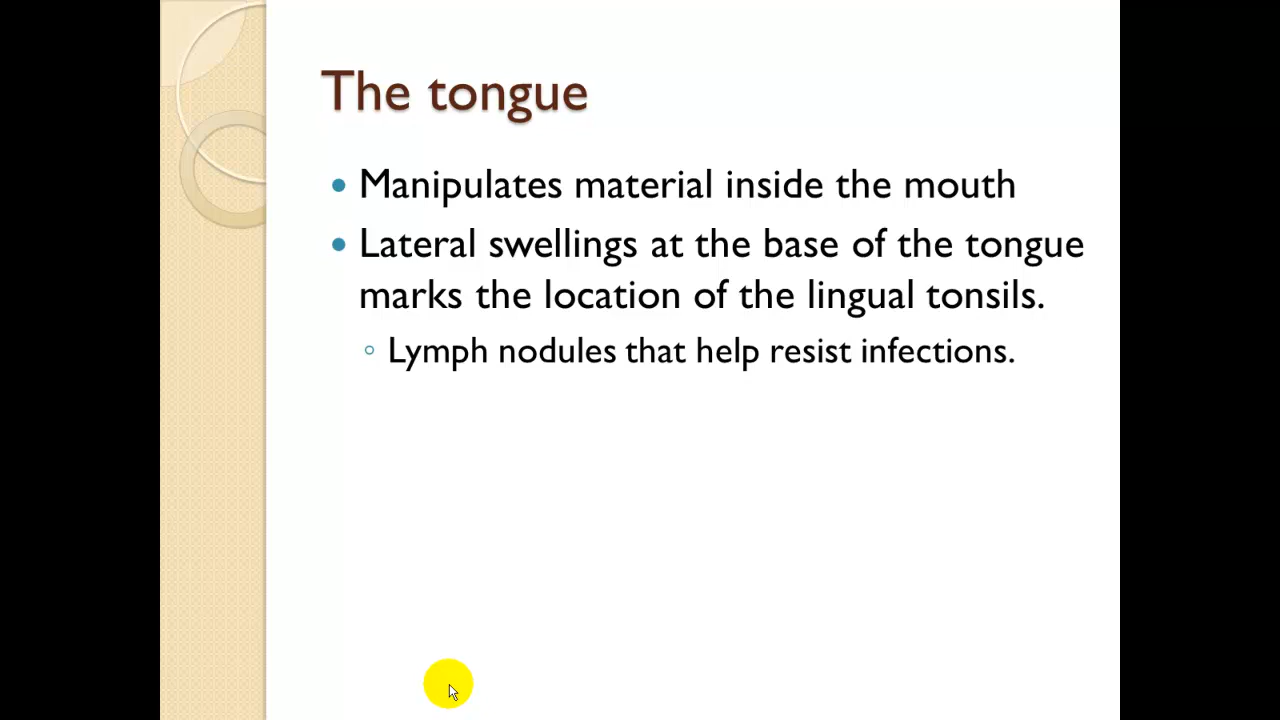 The tongue
Manipulates material inside the mouth
Lateral swellings at the base of the tongue
marks the location of the lingual tonsils.
Lymph nodules that help resist infections.